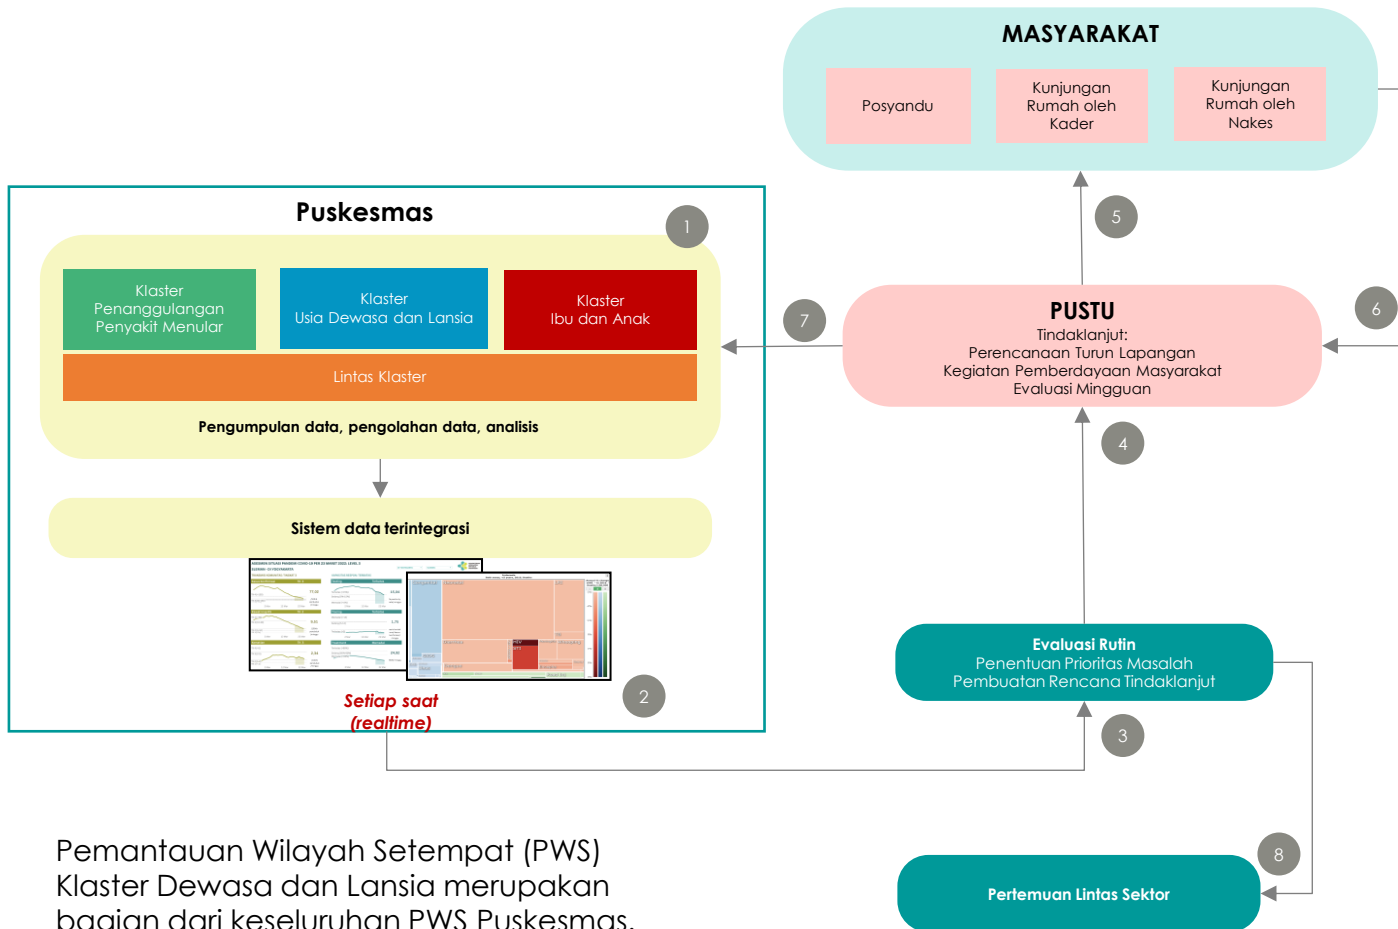 MASYARAKAT
Posyandu
Kunjungan
Rumah oleh
Kader
Kunjungan
Rumah oleh
Nakes
5
Puskesmas
1
Klaster
Penanggulangan
Penyakit Menular
Klaster
Usia Dewasa dan Lansia
Klaster
Ibu dan Anak
Lintas Klaster
Pengumpulan data, pengolahan data, analisis
7
PUSTU
Tindaklanjut:
Perencanaan Turun Lapangan
Kegiatan Pemberdayaan Masyarakat
Evaluasi Mingguan
6
4
Sistem data terintegrasi
Setiap saat
(realtime)
2
Evaluasi Rutin
Penentuan Prioritas Masalah
Pembuatan Rencana Tindaklanjut
3
8
Pertemuan Lintas Sektor
Pemantauan Wilayah Setempat (PWS)
Klaster Dewasa dan Lansia merupakan
bagian dari keseluruhan PWS Puskesmas.